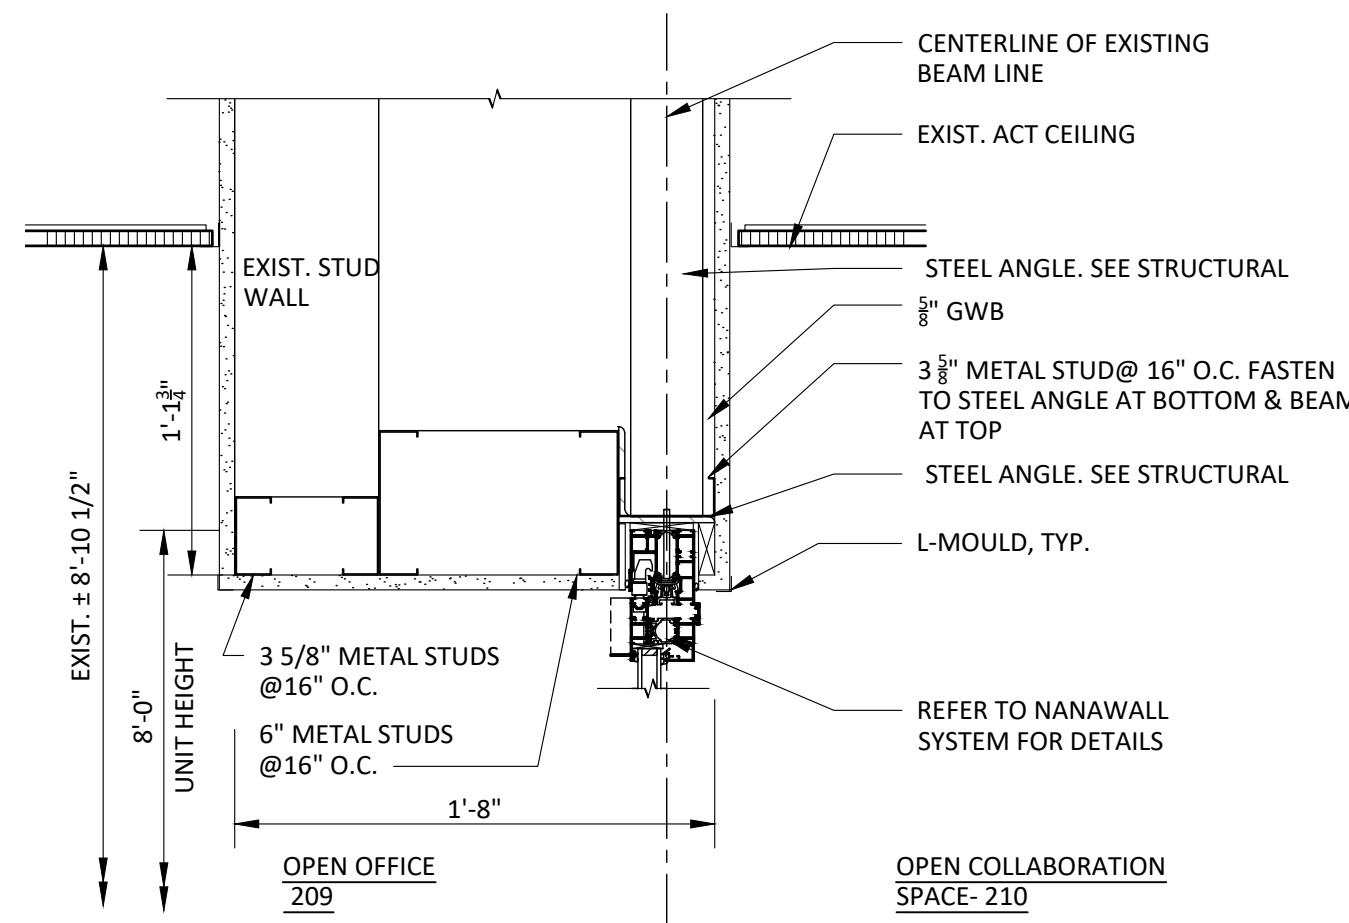 CENTERLINE OF EXISTING
BEAM LINE
EXIST. ACT CEILING
EXIST. STUD
WALL
STEEL ANGLE. SEE STRUCTURAL
5/8" GWB
3 5/8" METAL STUD@ 16" O.C. FASTEN
TO STEEL ANGLE AT BOTTOM & BEAM
AT TOP
STEEL ANGLE. SEE STRUCTURAL
L-MOULD, TYP.
1'-1 3/4"
EXIST. ± 8'-10 1/2"
8'-0"
UNIT HEIGHT
3 5/8" METAL STUDS
@16" O.C.
6" METAL STUDS
@16" O.C.
REFER TO NANAWALL
SYSTEM FOR DETAILS
1'-8"
OPEN OFFICE
209
OPEN COLLABORATION
SPACE- 210